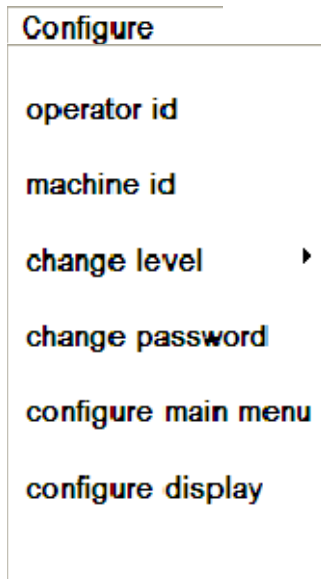 Configure
operator id
machine id
change level
change password
configure main menu
configure display